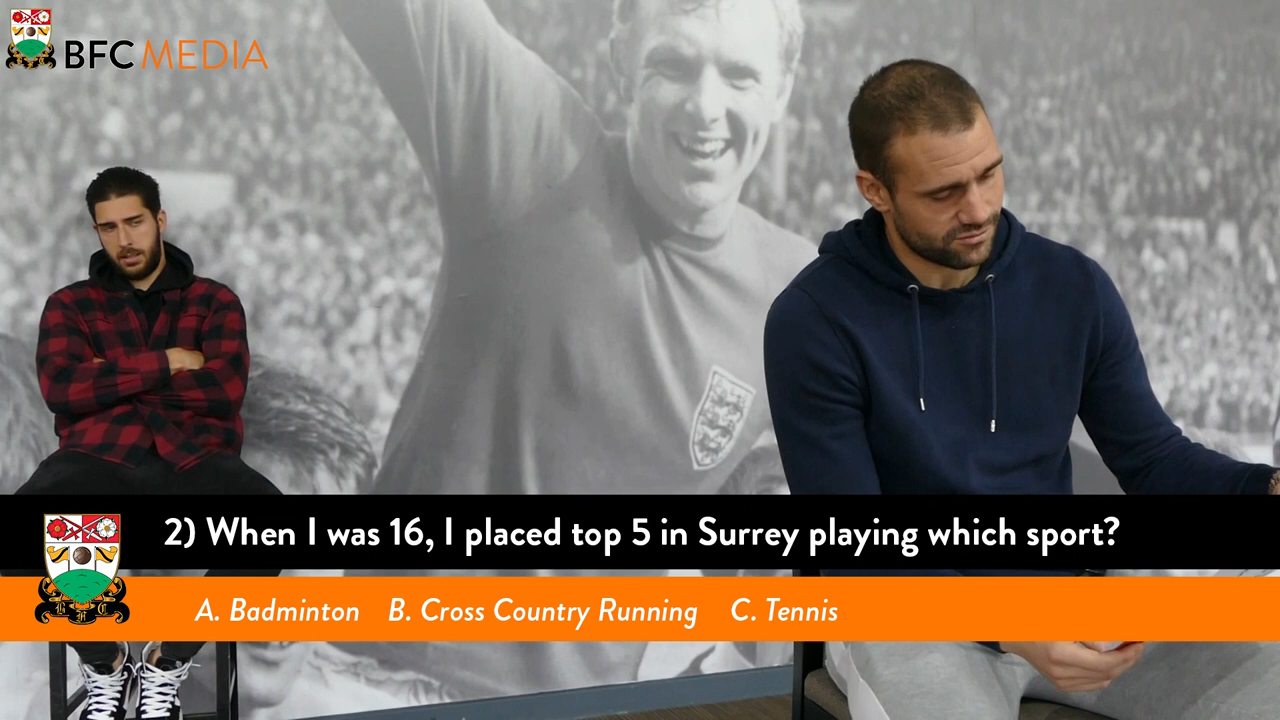 BFC MEDIA
2) When I was 16, I placed top 5 in Surrey playing which sport?
A. Badminton B. Cross Country Running C. Tennis
B F C